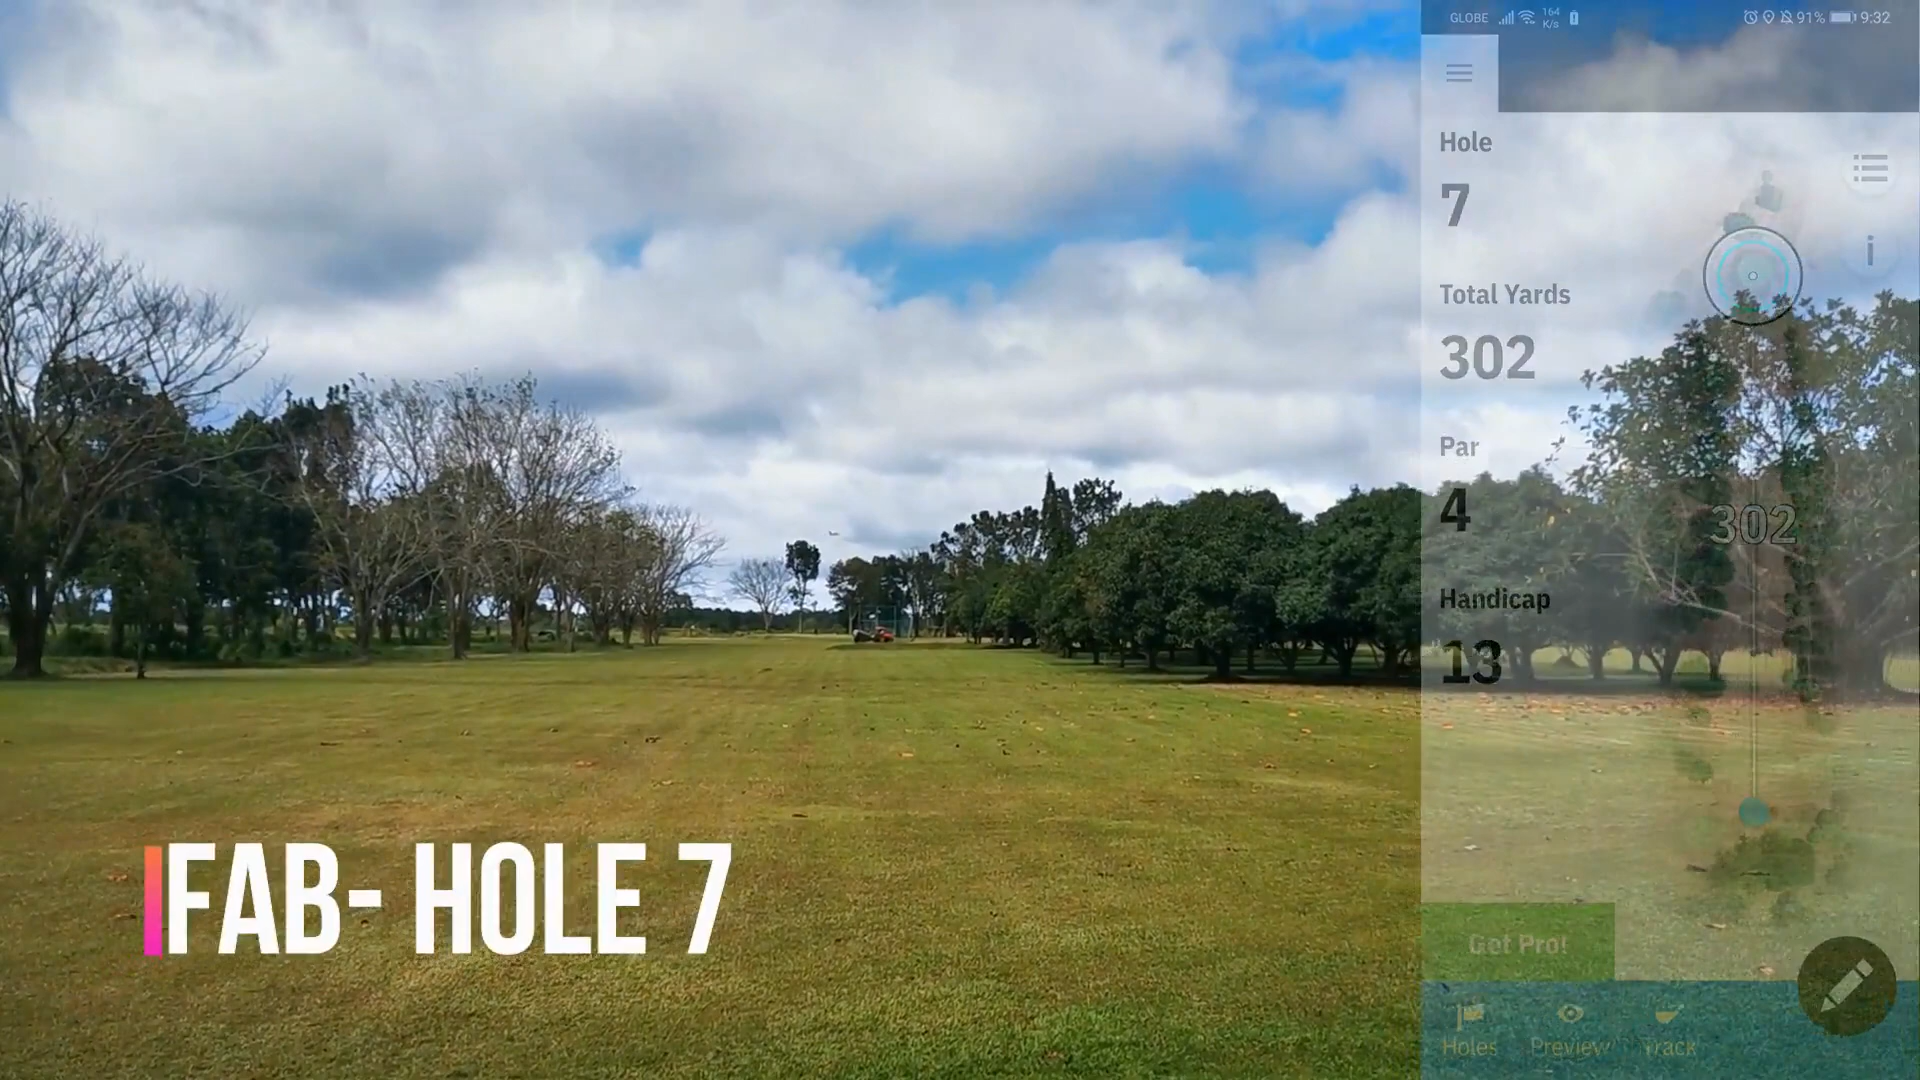 GLOBE 164 K/s 91% 9:32
Hole
7
Total Yards
302
Par
4
302
Handicap
13
FAB- HOLE 7
Get Pro!
Holes Preview Track